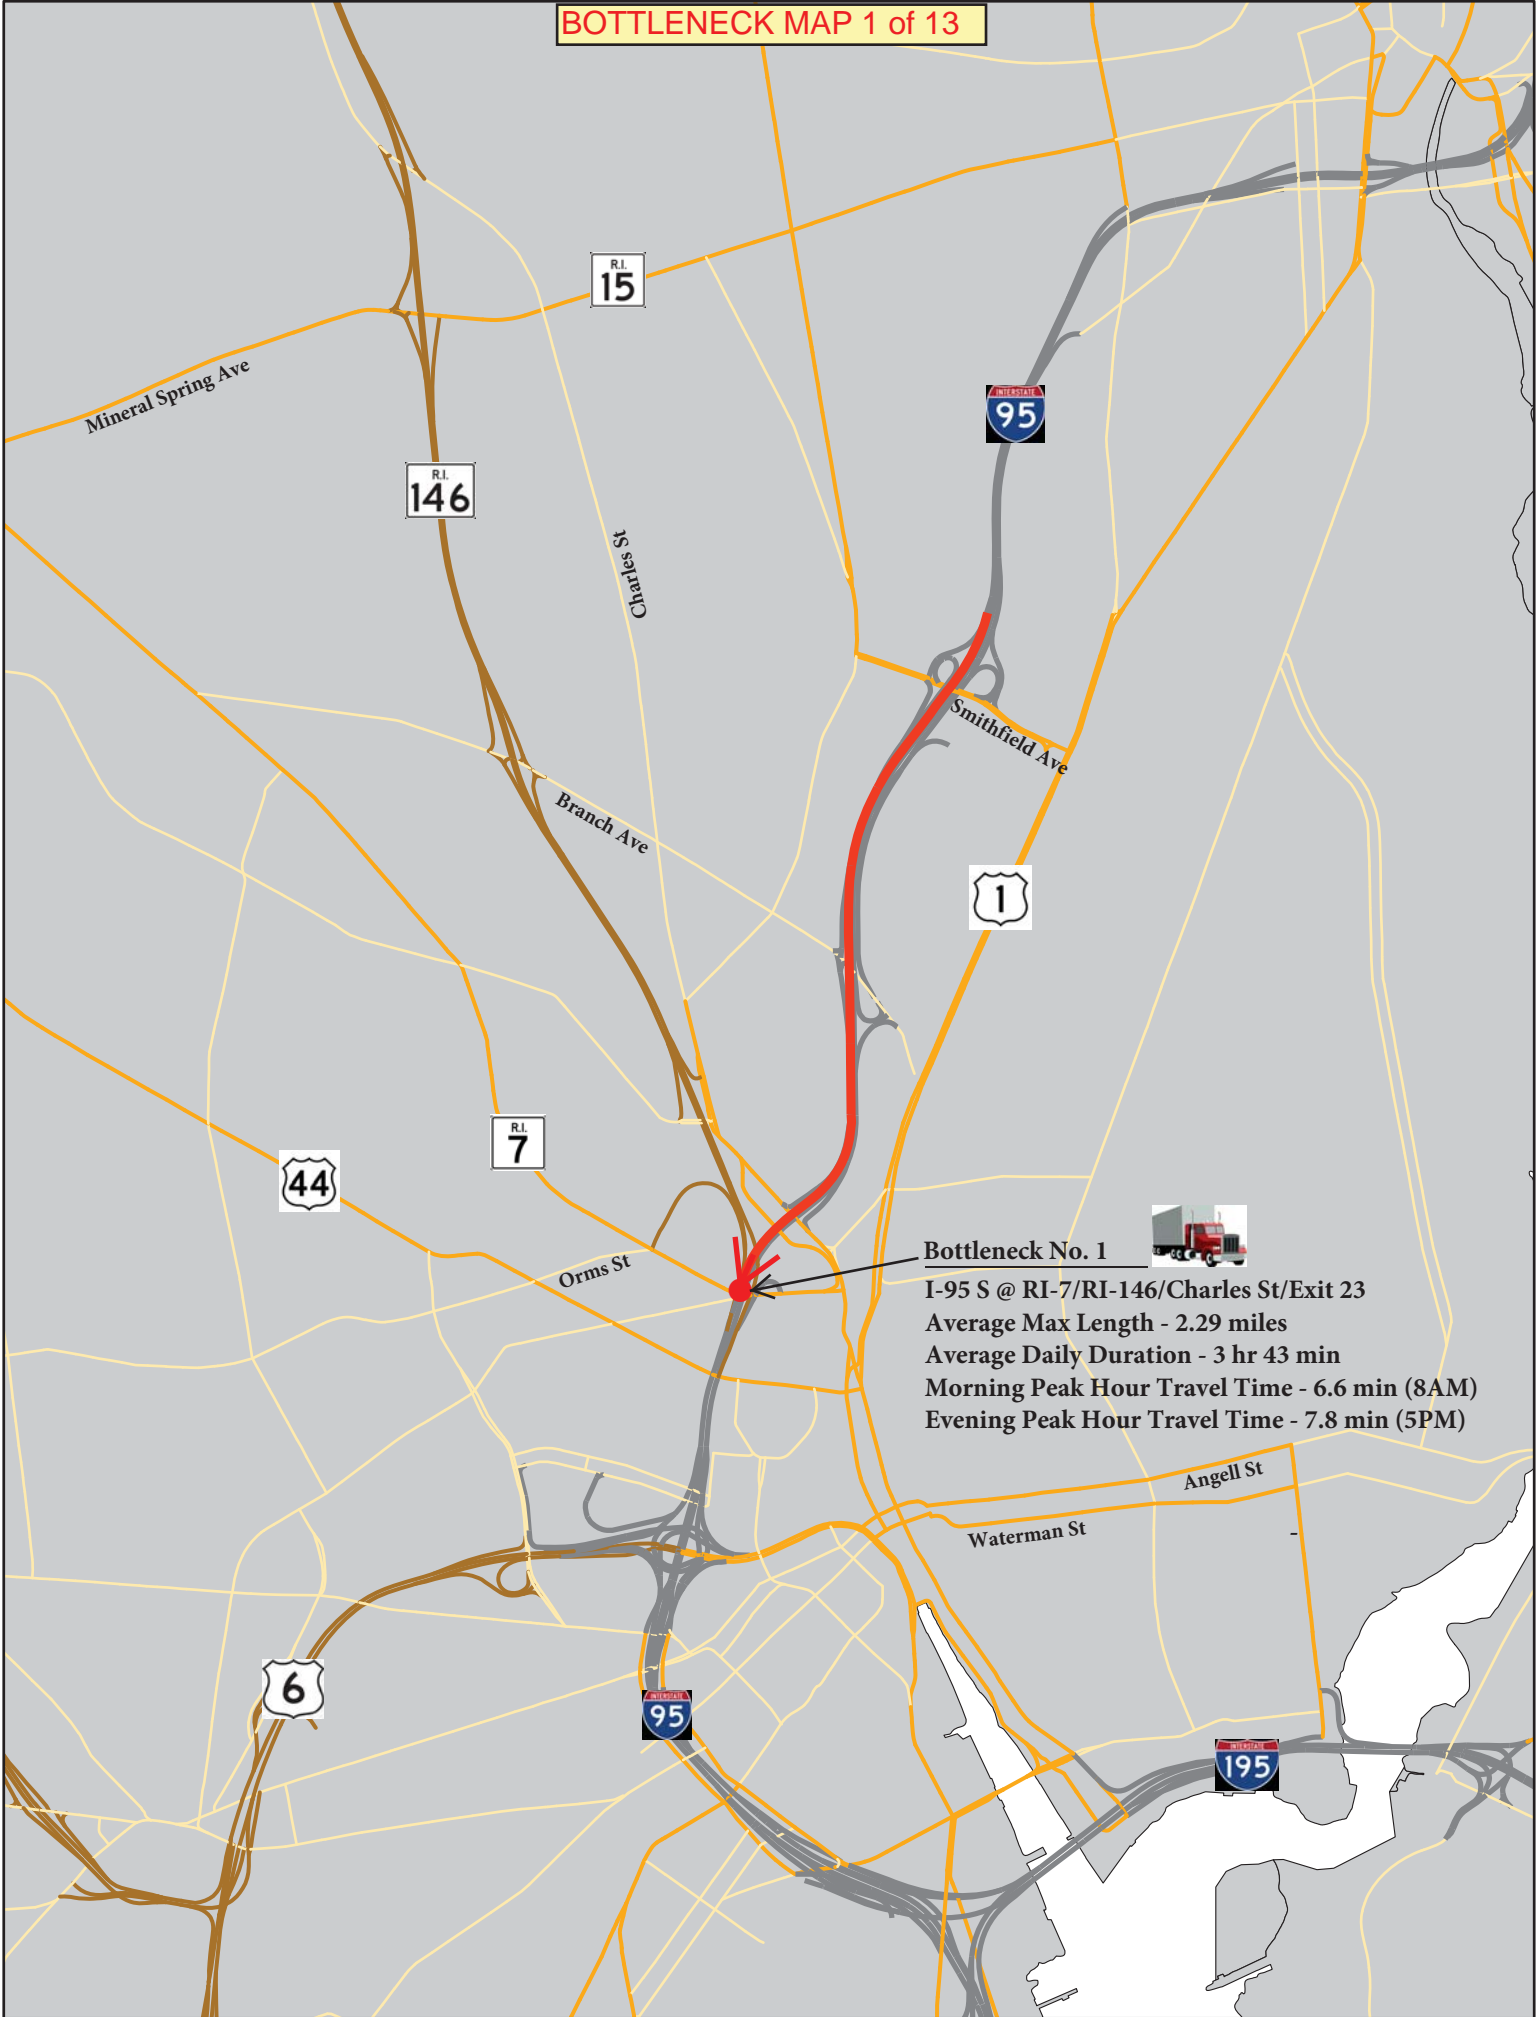 BOTTLENECK MAP 1 of 13
R.I.
15
Mineral Spring Ave
INTERSTATE
95
R.I.
146
Charles St
Smithfield Ave
Branch Ave
1
R.I.
7
44
Orms St
Bottleneck No. 1
I-95 S @ RI-7/RI-146/Charles St/Exit 23
Average Max Length - 2.29 miles
Average Daily Duration - 3 hr 43 min
Morning Peak Hour Travel Time - 6.6 min (8AM)
Evening Peak Hour Travel Time - 7.8 min (5PM)
Angell St
Waterman St
-
6
INTERSTATE
95
INTERSTATE
195